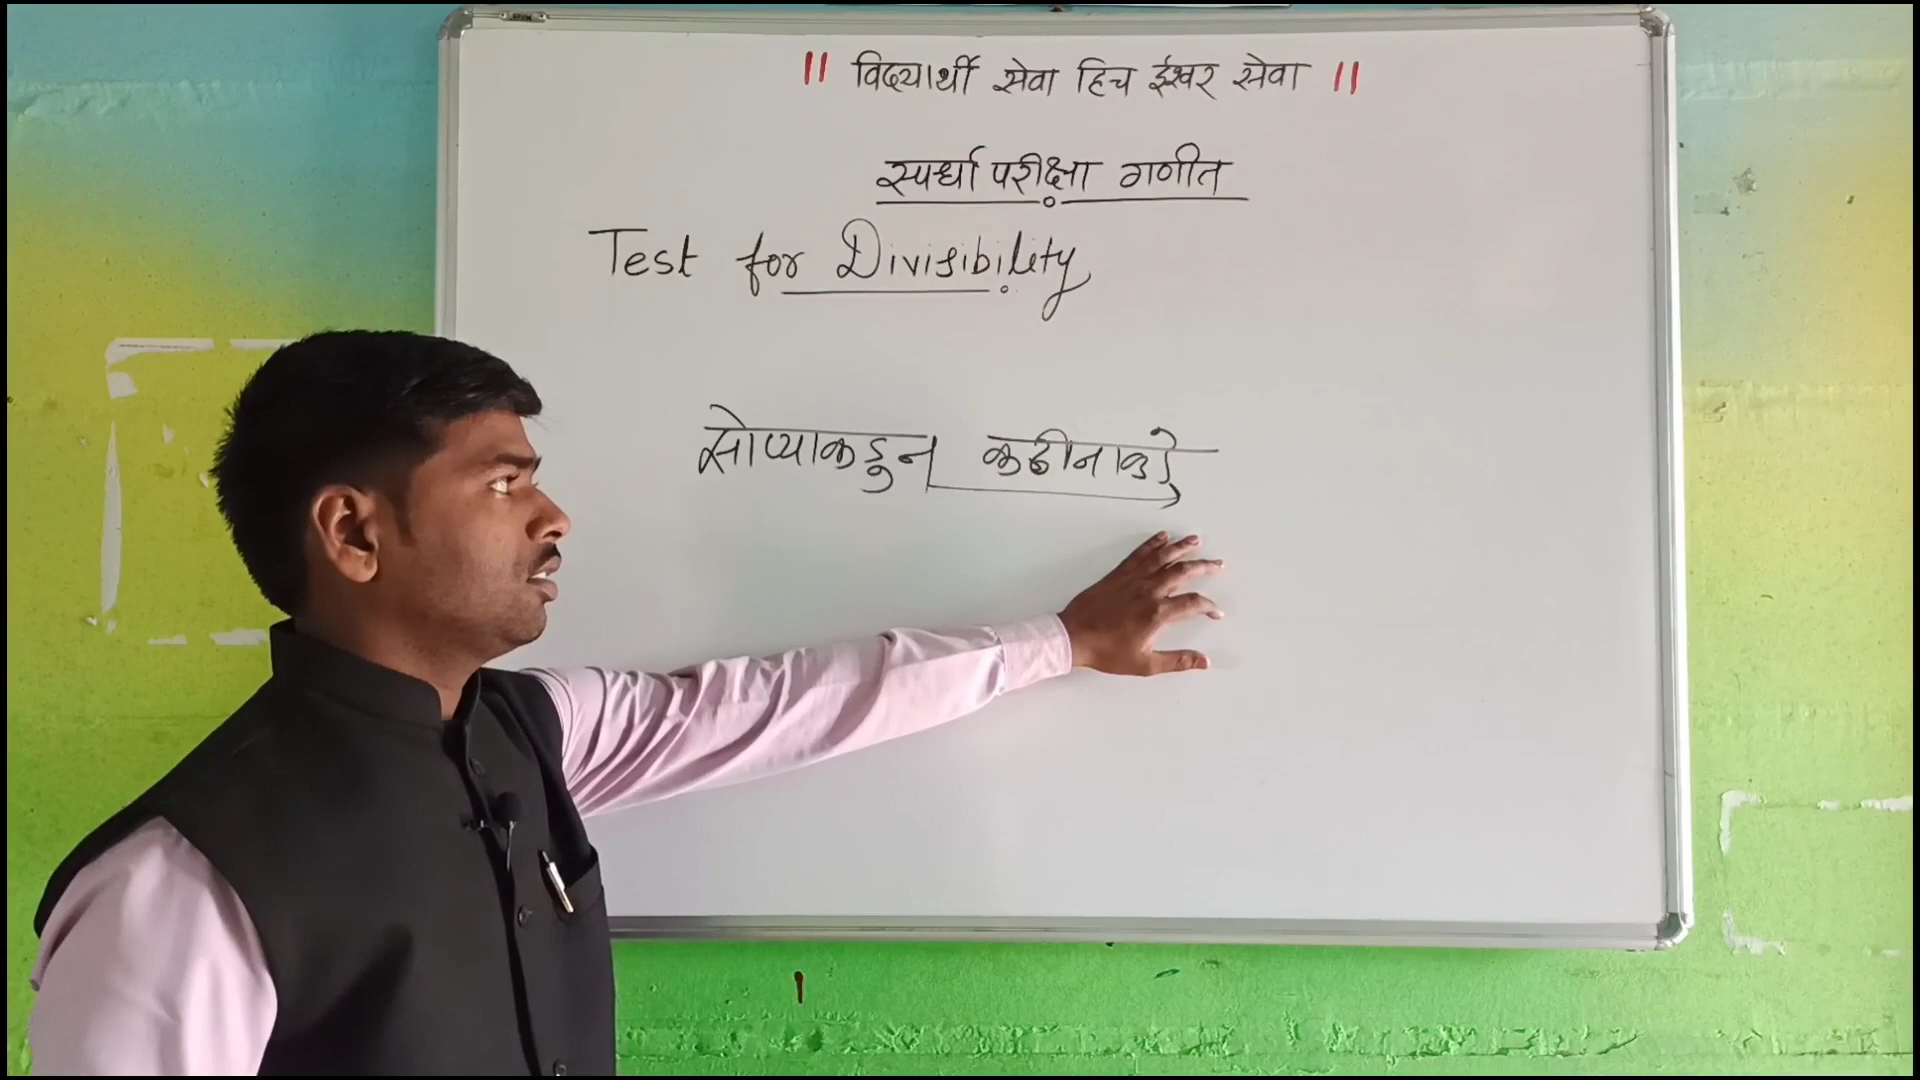 ॥ विद्यार्थी सेवा हिच ईश्वर सेवा ॥
स्पर्धा परीक्षा गणीत
Test for Divisibility
सोप्याकडुन कठीनाकडे